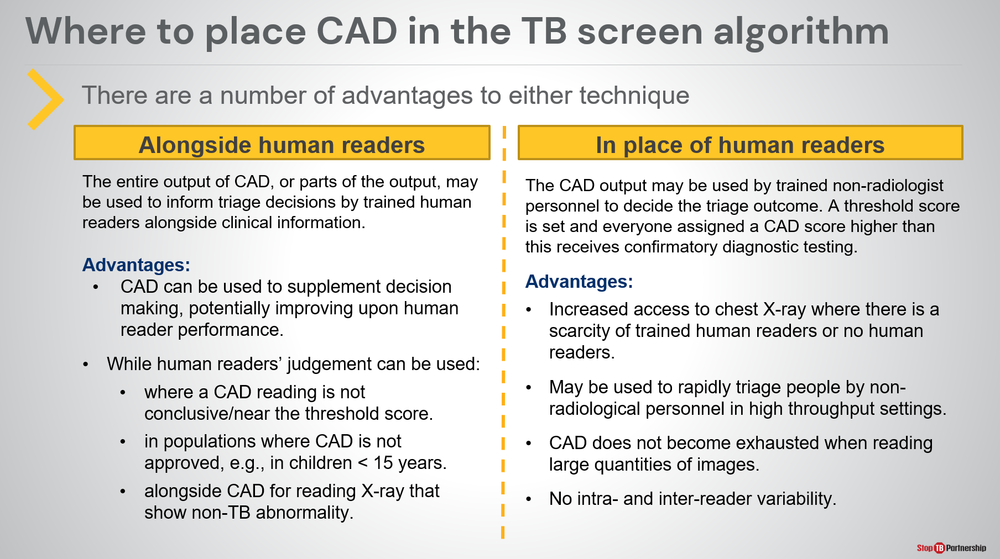 Where to place CAD in the TB screen algorithm
There are a number of advantages to either technique
Alongside human readers
The entire output of CAD, or parts of the output, may
be used to inform triage decisions by trained human
readers alongside clinical information.
Advantages:
• CAD can be used to supplement decision
making, potentially improving upon human
reader performance.
• While human readers’ judgement can be used:
• where a CAD reading is not
conclusive/near the threshold score.
• in populations where CAD is not
approved, e.g., in children < 15 years.
• alongside CAD for reading X-ray that
show non-TB abnormality.
In place of human readers
The CAD output may be used by trained non-radiologist
personnel to decide the triage outcome. A threshold score
is set and everyone assigned a CAD score higher than
this receives confirmatory diagnostic testing.
Advantages:
• Increased access to chest X-ray where there is a
scarcity of trained human readers or no human
readers.
• May be used to rapidly triage people by non-
radiological personnel in high throughput settings.
• CAD does not become exhausted when reading
large quantities of images.
• No intra- and inter-reader variability.
Stop TB Partnership